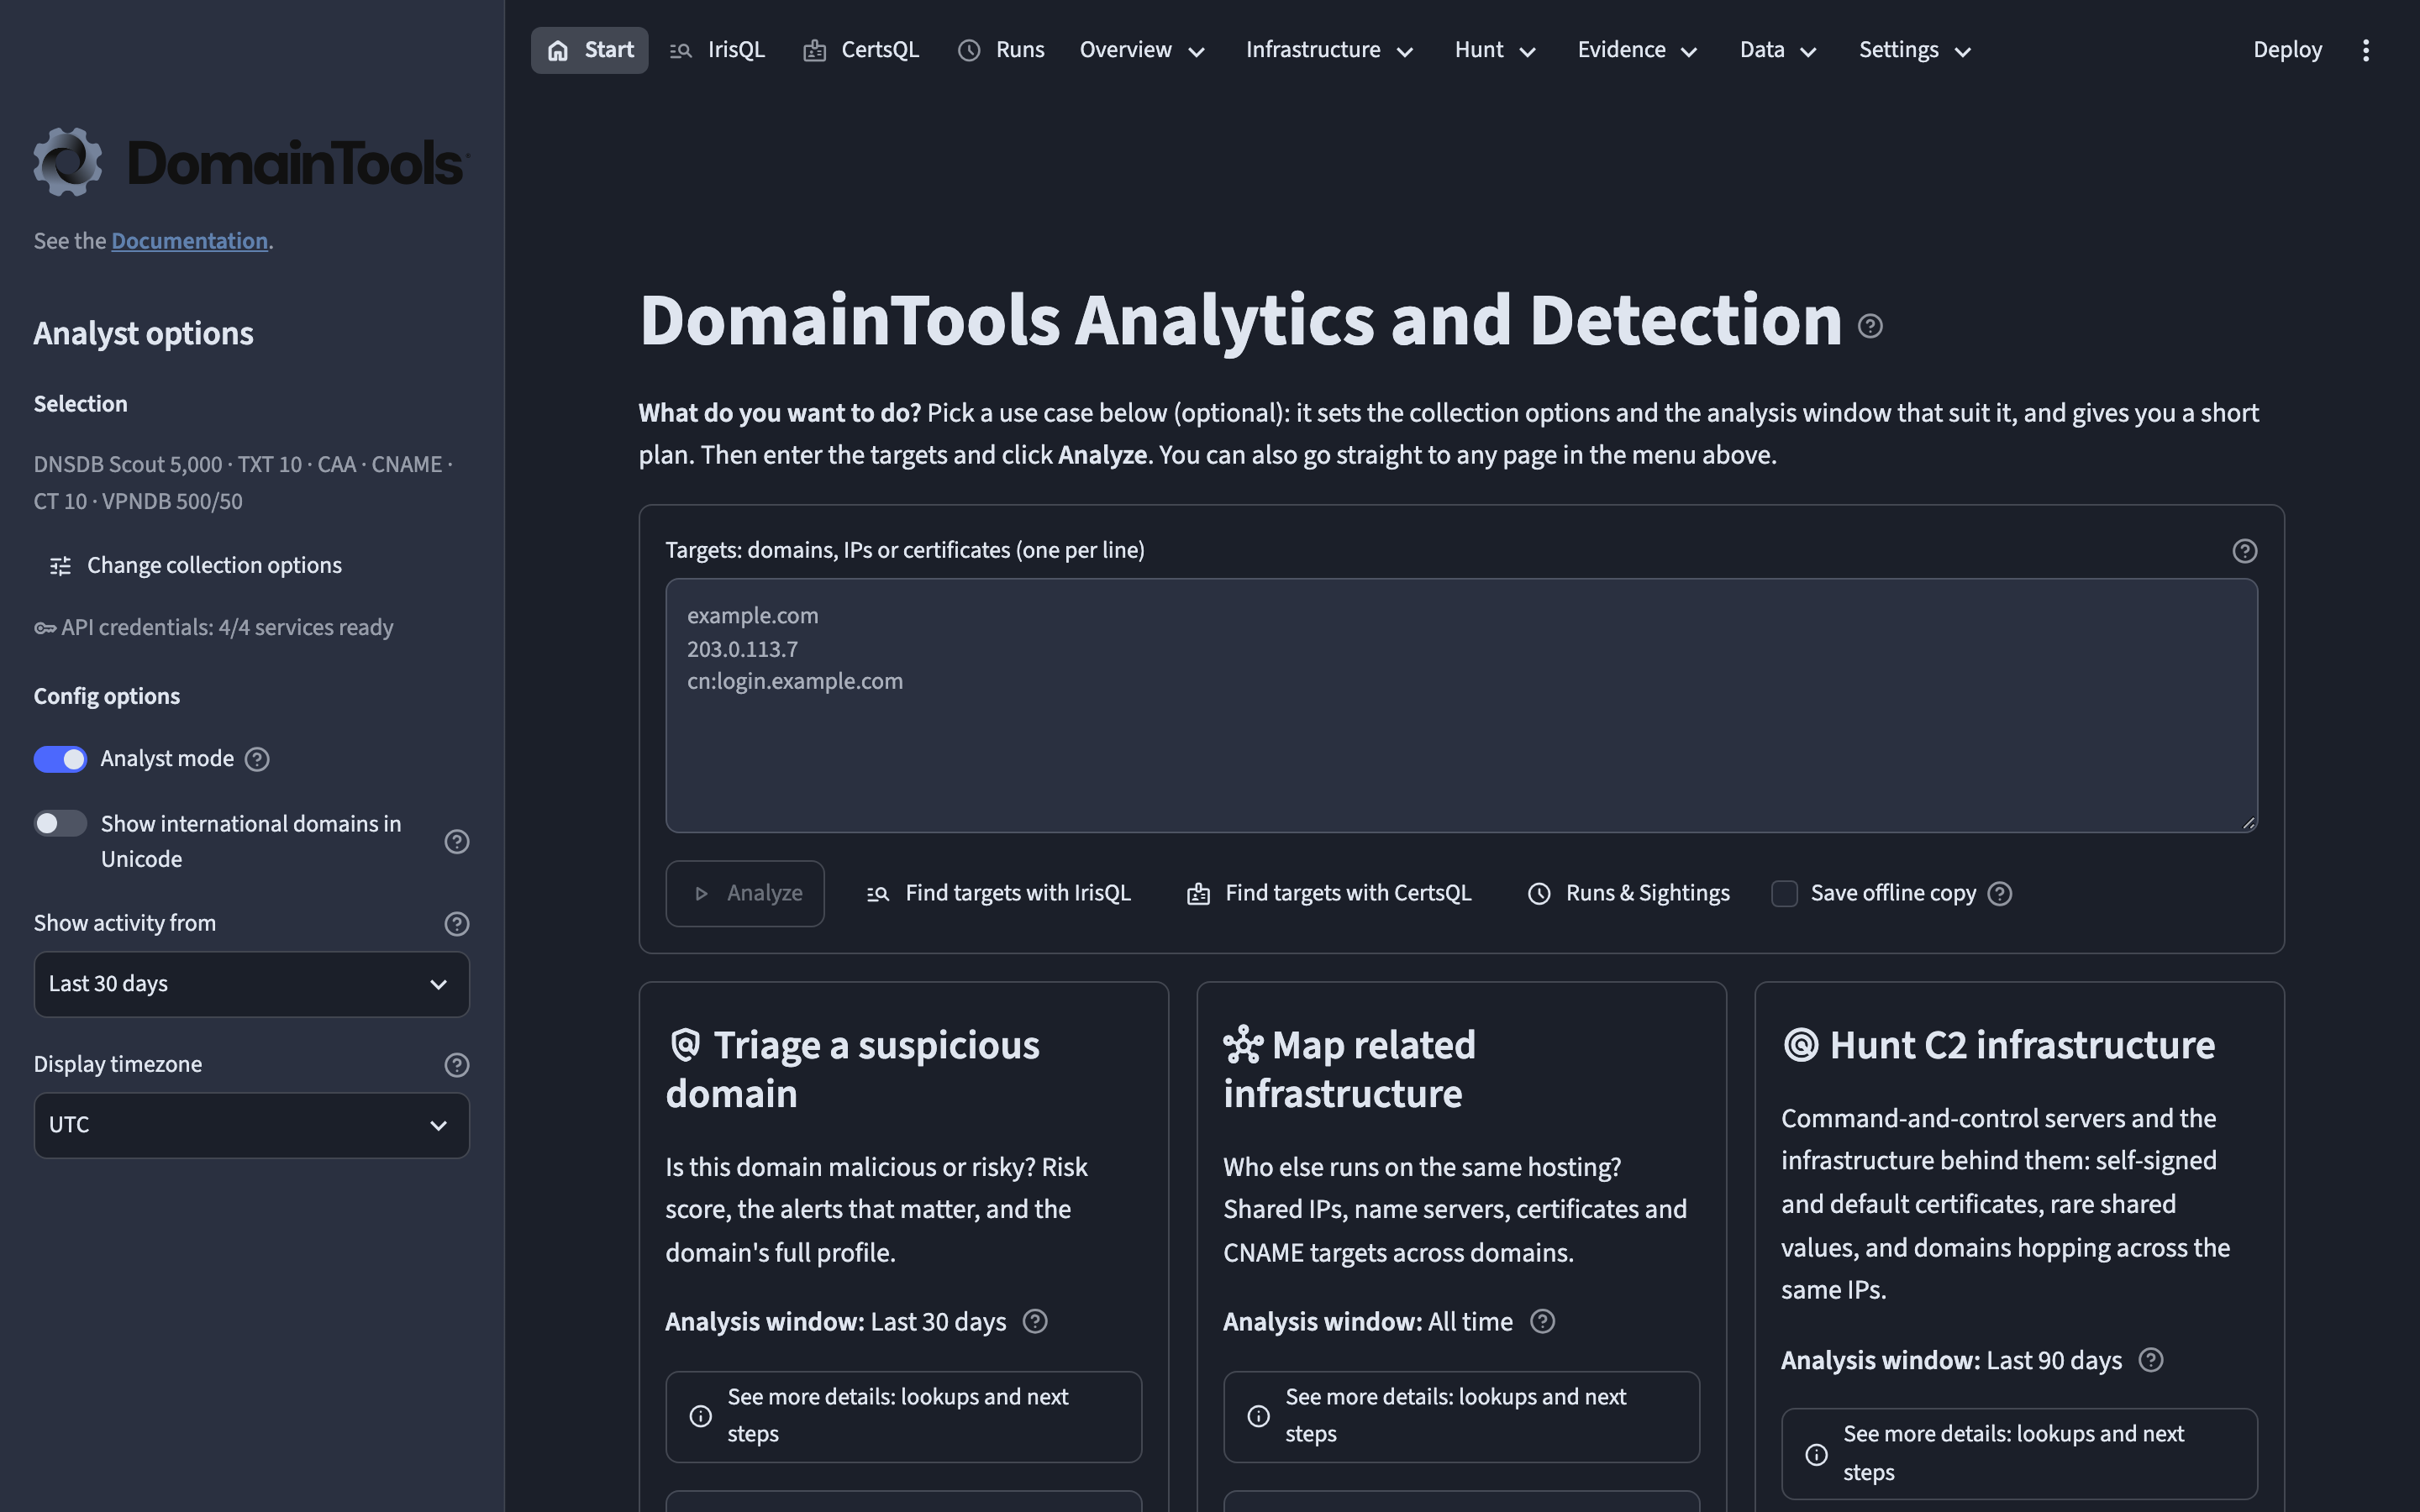 Start
IrisQL
CertsQL
Runs
Overview
Infrastructure
Hunt
Evidence
Data
Settings
Deploy
DomainTools
See the Documentation.
Analyst options
Selection
DNSDB Scout 5,000 · TXT 10 · CAA · CNAME ·
CT 10 · VPNDB 500/50
Change collection options
API credentials: 4/4 services ready
Config options
Analyst mode
Show international domains in
Unicode
Show activity from
Last 30 days
Display timezone
UTC
DomainTools Analytics and Detection
What do you want to do? Pick a use case below (optional): it sets the collection options and the analysis window that suit it, and gives you a short
plan. Then enter the targets and click Analyze. You can also go straight to any page in the menu above.
Targets: domains, IPs or certificates (one per line)
example.com
203.0.113.7
cn:login.example.com
Analyze
Find targets with IrisQL
Find targets with CertsQL
Runs & Sightings
Save offline copy
Triage a suspicious
domain
Is this domain malicious or risky? Risk
score, the alerts that matter, and the
domain's full profile.
Analysis window: Last 30 days
See more details: lookups and next
steps
Map related
infrastructure
Who else runs on the same hosting?
Shared IPs, name servers, certificates and
CNAME targets across domains.
Analysis window: All time
See more details: lookups and next
steps
Hunt C2 infrastructure
Command-and-control servers and the
infrastructure behind them: self-signed
and default certificates, rare shared
values, and domains hopping across the
same IPs.
Analysis window: Last 90 days
See more details: lookups and next
steps